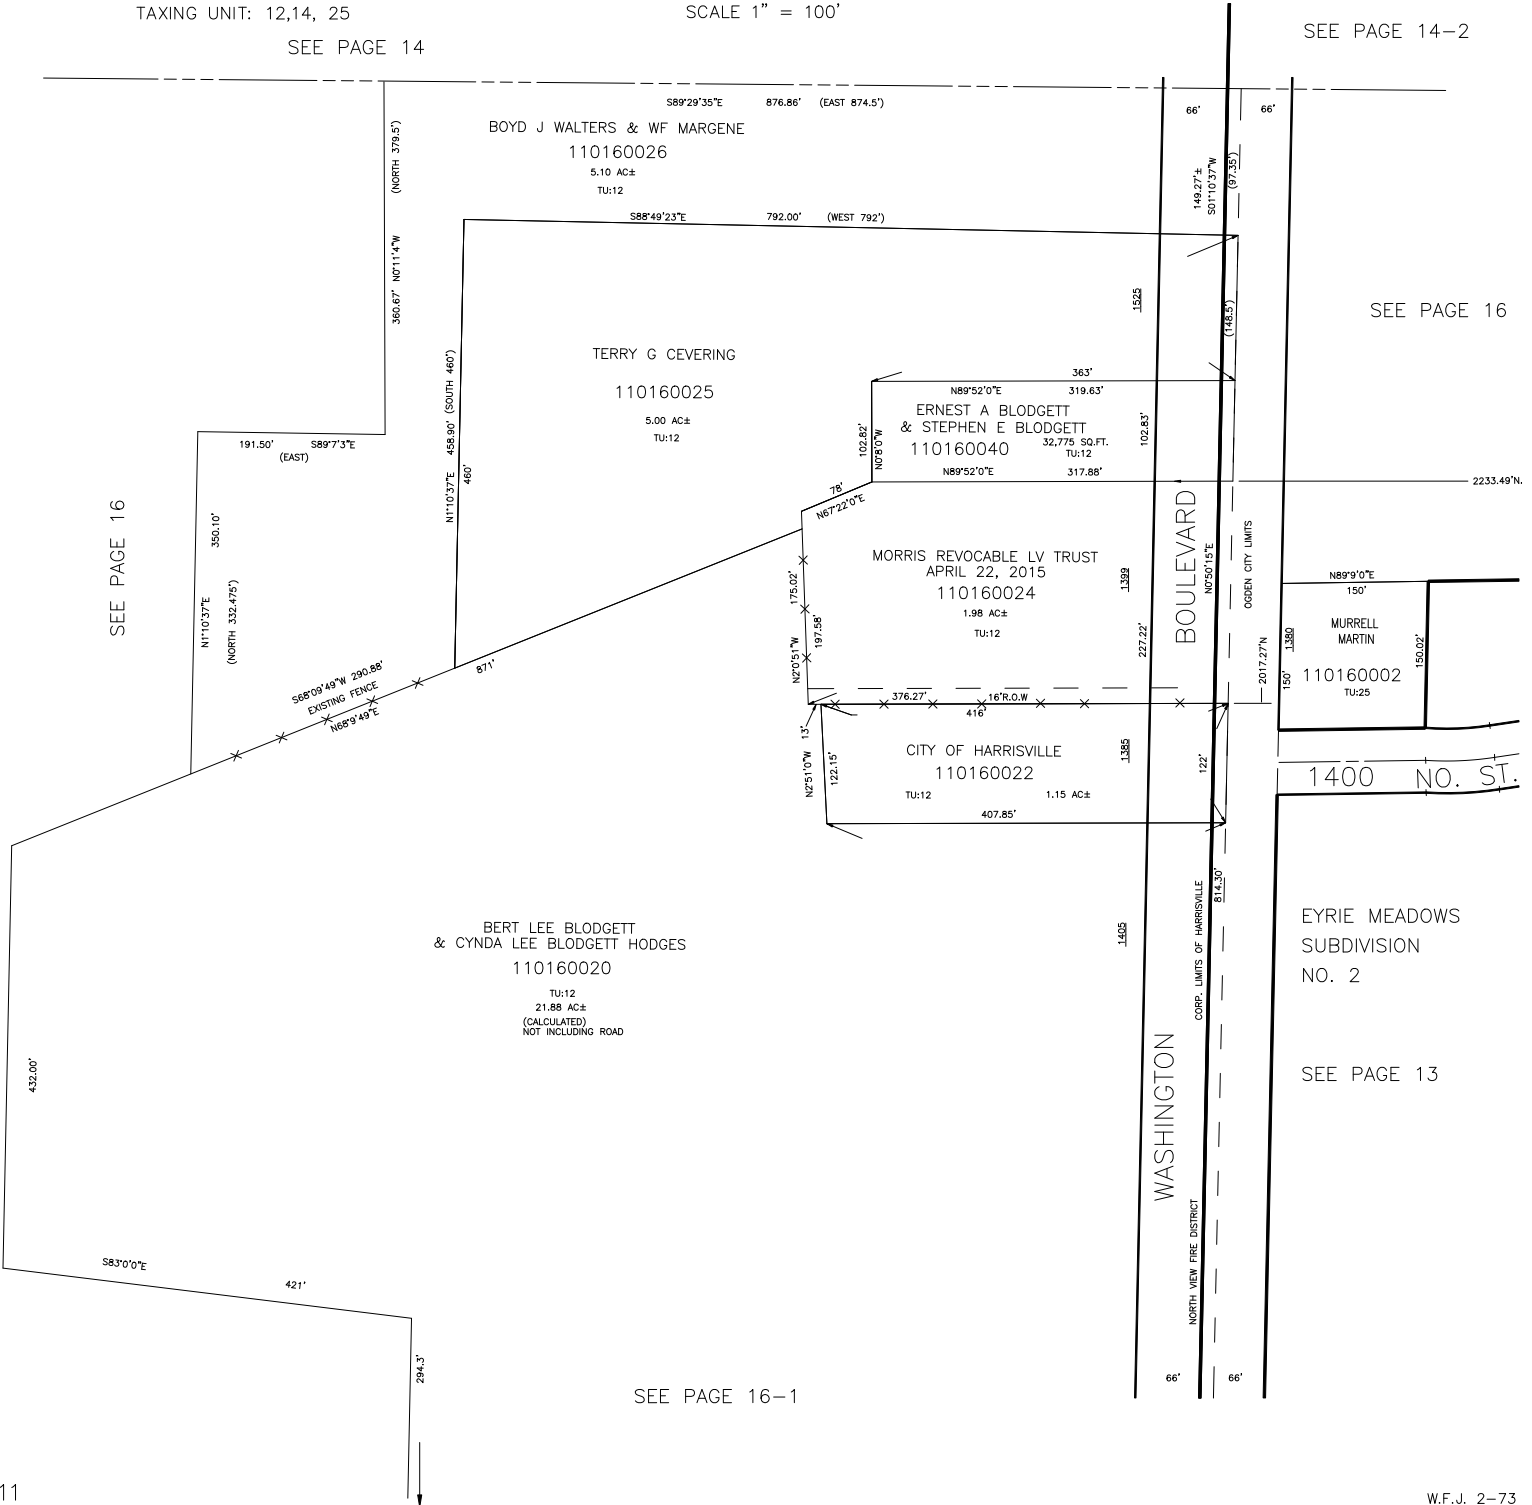 TAXING UNIT: 12,14, 25
SCALE 1" = 100'
SEE PAGE 14
SEE PAGE 14-2
S89°29'35"E 876.86' (EAST 874.5')
66'
66'
BOYD J WALTERS & WF MARGENE
110160026
5.10 AC±
TU:12
(NORTH 379.5')
360.67' N0°11'4"W
149.27'±
S01°10'37"W
(97.35')
S88°49'23"E 792.00' (WEST 792')
1525
(148.5')
SEE PAGE 16
TERRY G CEVERING
110160025
5.00 AC±
TU:12
N1°10'37"E 458.90' (SOUTH 460')
460'
363'
N89°52'0"E 319.63'
ERNEST A BLODGETT
& STEPHEN E BLODGETT
110160040
32,775 SQ.FT.
TU:12
102.82'
N0°8'0"W
102.83'
N89°52'0"E 317.88'
2233.49'N.
191.50' S89°7'3"E
(EAST)
SEE PAGE 16
350.10'
N1°10'37"E
(NORTH 332.475')
78'
N67°22'0"E
MORRIS REVOCABLE LV TRUST
APRIL 22, 2015
110160024
1.98 AC±
TU:12
1399
175.02'
197.58'
N2°0'51"W
227.22'
BOULEVARD
N0°50'15"E
OGDEN CITY LIMITS
2017.27'N
N89°9'0"E
150'
MURRELL
MARTIN
110160002
TU:25
1380
150'
150.02'
S68°09'49"W 290.88'
EXISTING FENCE
N68°9'49"E
871'
376.27' 16'R.O.W
416'
13'
N2°51'0"W
122.15'
CITY OF HARRISVILLE
110160022
TU:12 1.15 AC±
1385
122'
407.85'
1400 NO. ST.
814.30'
CORP. LIMITS OF HARRISVILLE
1405
BERT LEE BLODGETT
& CYNDA LEE BLODGETT HODGES
110160020
TU:12
21.88 AC±
(CALCULATED)
NOT INCLUDING ROAD
EYRIE MEADOWS
SUBDIVISION
NO. 2
SEE PAGE 13
432.00'
WASHINGTON
NORTH VIEW FIRE DISTRICT
S83°0'0"E
421'
294.3'
66'
66'
SEE PAGE 16-1
11
W.F.J. 2-73